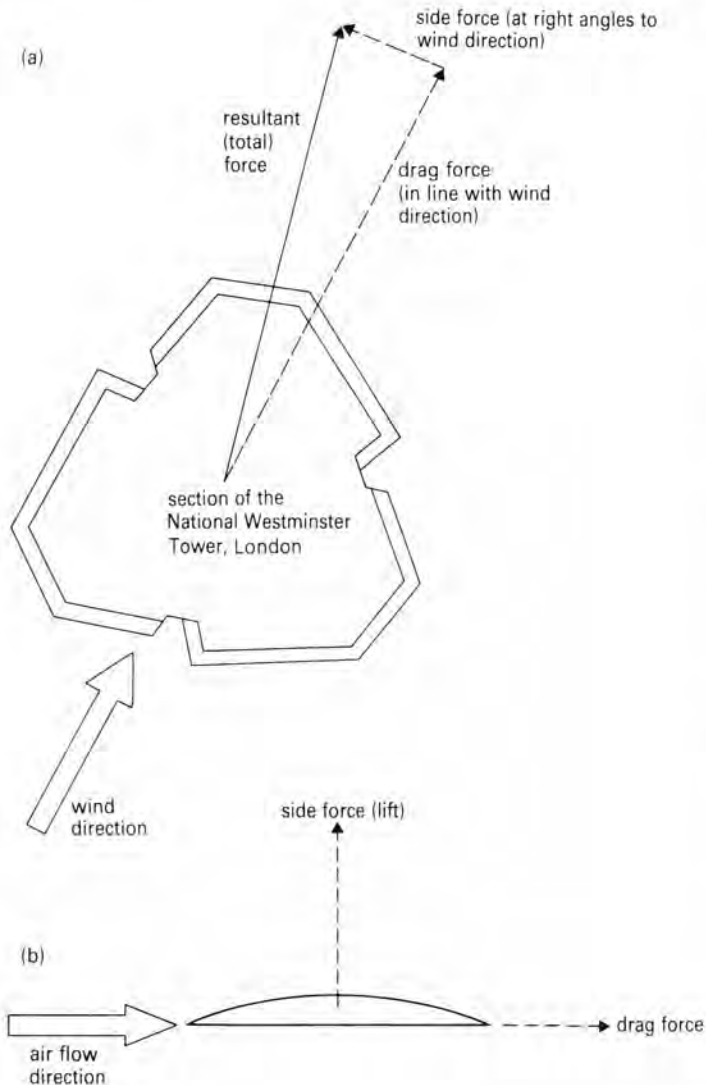 (a)
side force (at right angles to
wind direction)
resultant
(total)
force
drag force
(in line with wind
direction)
section of the
National Westminster
Tower, London
wind
direction
side force (lift)
(b)
air flow
direction
drag force